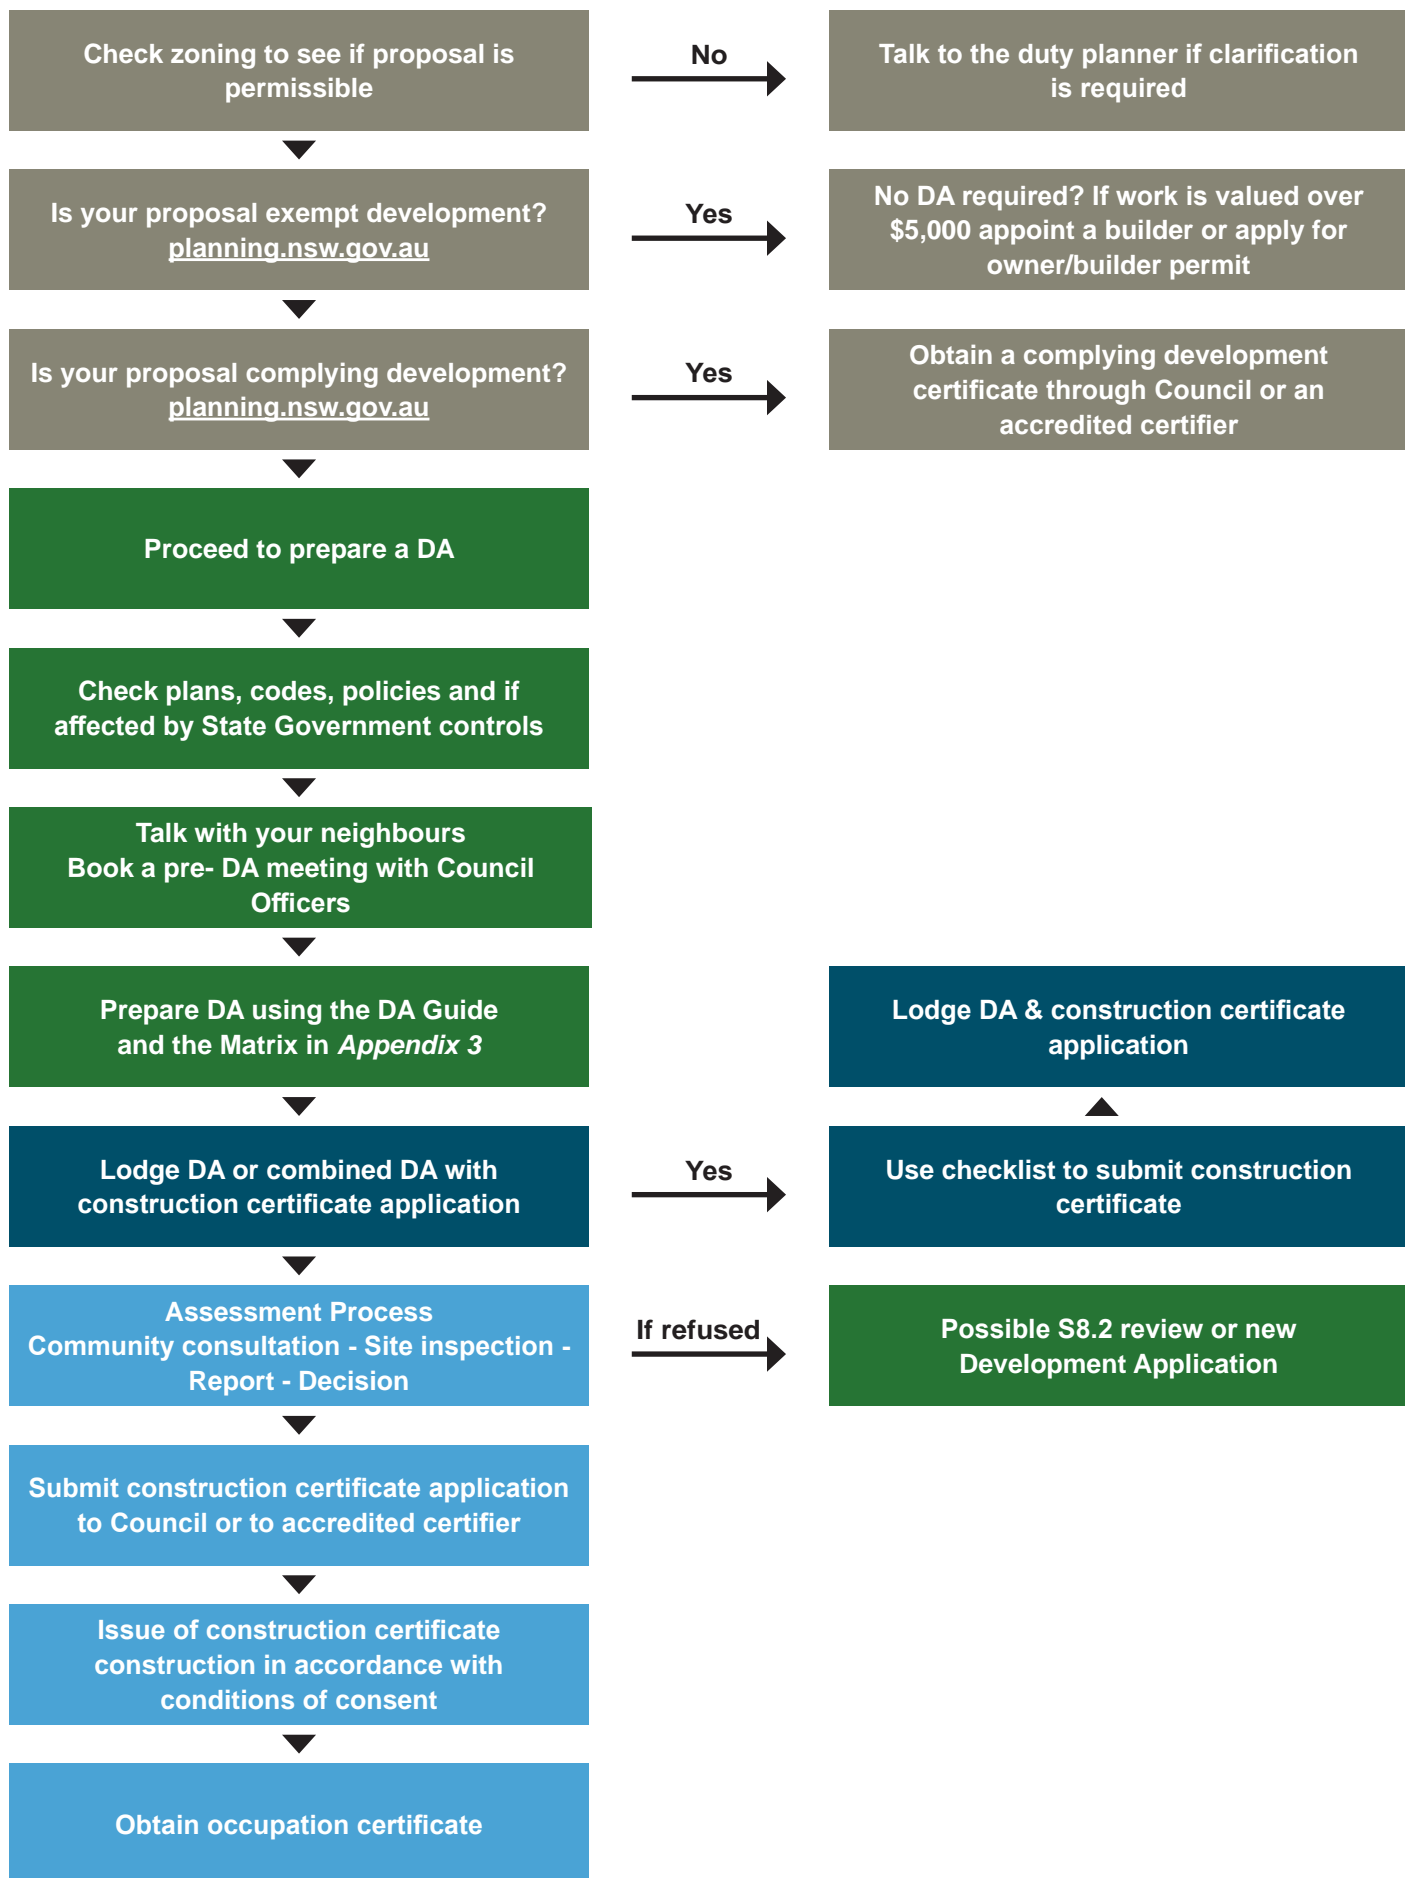 Check zoning to see if proposal is
permissible
No
Talk to the duty planner if clarification
is required
Is your proposal exempt development?
planning.nsw.gov.au
Yes
No DA required? If work is valued over
$5,000 appoint a builder or apply for
owner/builder permit
Is your proposal complying development?
planning.nsw.gov.au
Yes
Obtain a complying development
certificate through Council or an
accredited certifier
Proceed to prepare a DA
Check plans, codes, policies and if
affected by State Government controls
Talk with your neighbours
Book a pre- DA meeting with Council
Officers
Prepare DA using the DA Guide
and the Matrix in Appendix 3
Lodge DA & construction certificate
application
Lodge DA or combined DA with
construction certificate application
Yes
Use checklist to submit construction
certificate
Assessment Process
Community consultation - Site inspection -
Report - Decision
If refused
Possible S8.2 review or new
Development Application
Submit construction certificate application
to Council or to accredited certifier
Issue of construction certificate
construction in accordance with
conditions of consent
Obtain occupation certificate